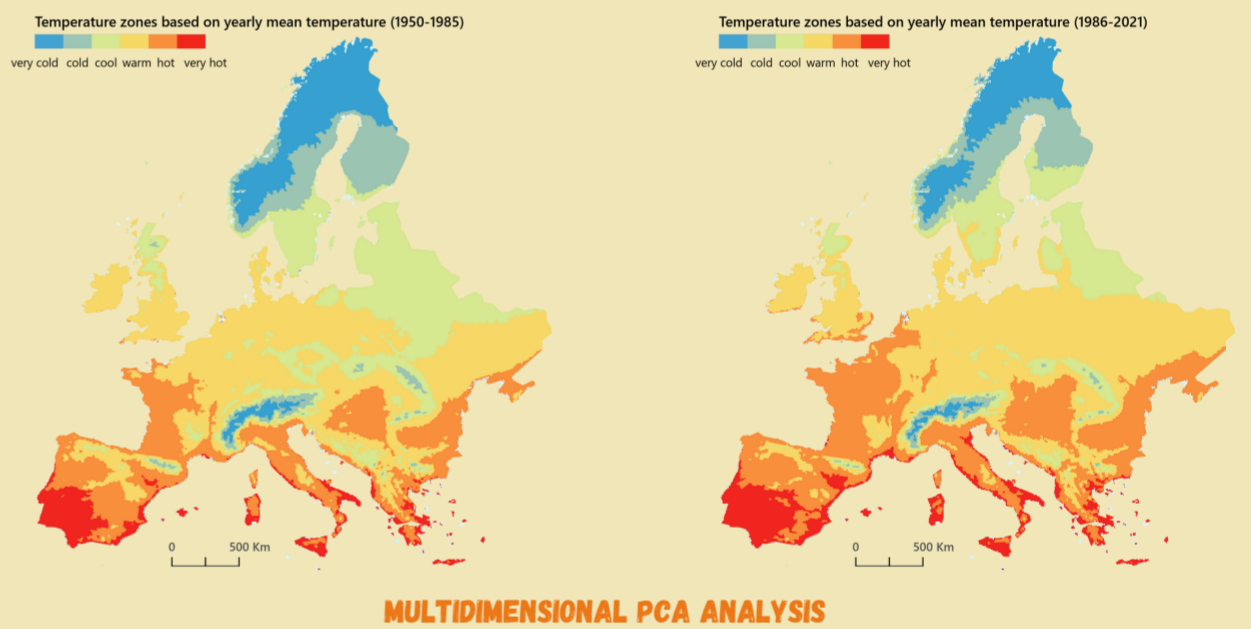 Temperature zones based on yearly mean temperature (1950-1985)
very cold cold cool warm hot very hot
0 500 Km
Temperature zones based on yearly mean temperature (1986-2021)
very cold cold cool warm hot very hot
0 500 Km
MULTIDIMENSIONAL PCA ANALYSIS